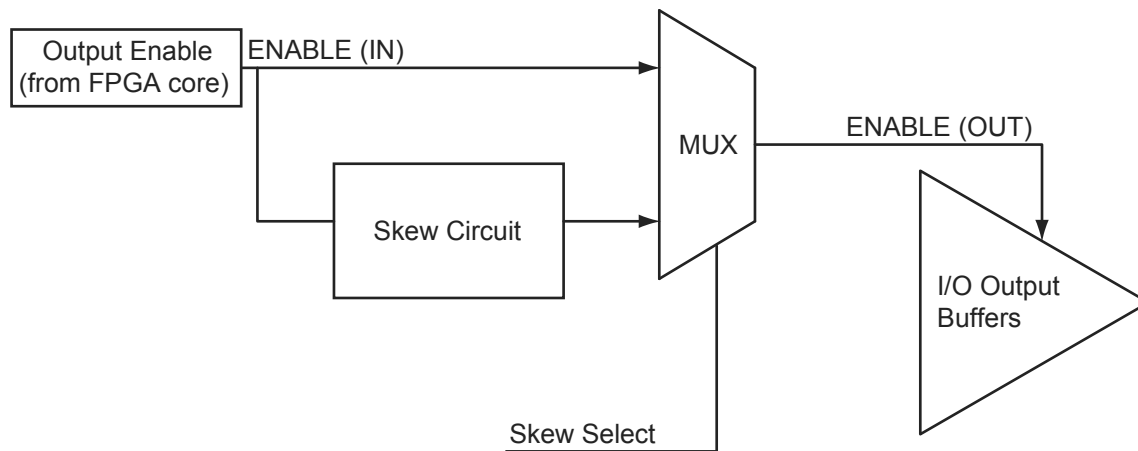 Output Enable
(from FPGA core)
ENABLE (IN)
MUX
ENABLE (OUT)
Skew Circuit
I/O Output
Buffers
Skew Select